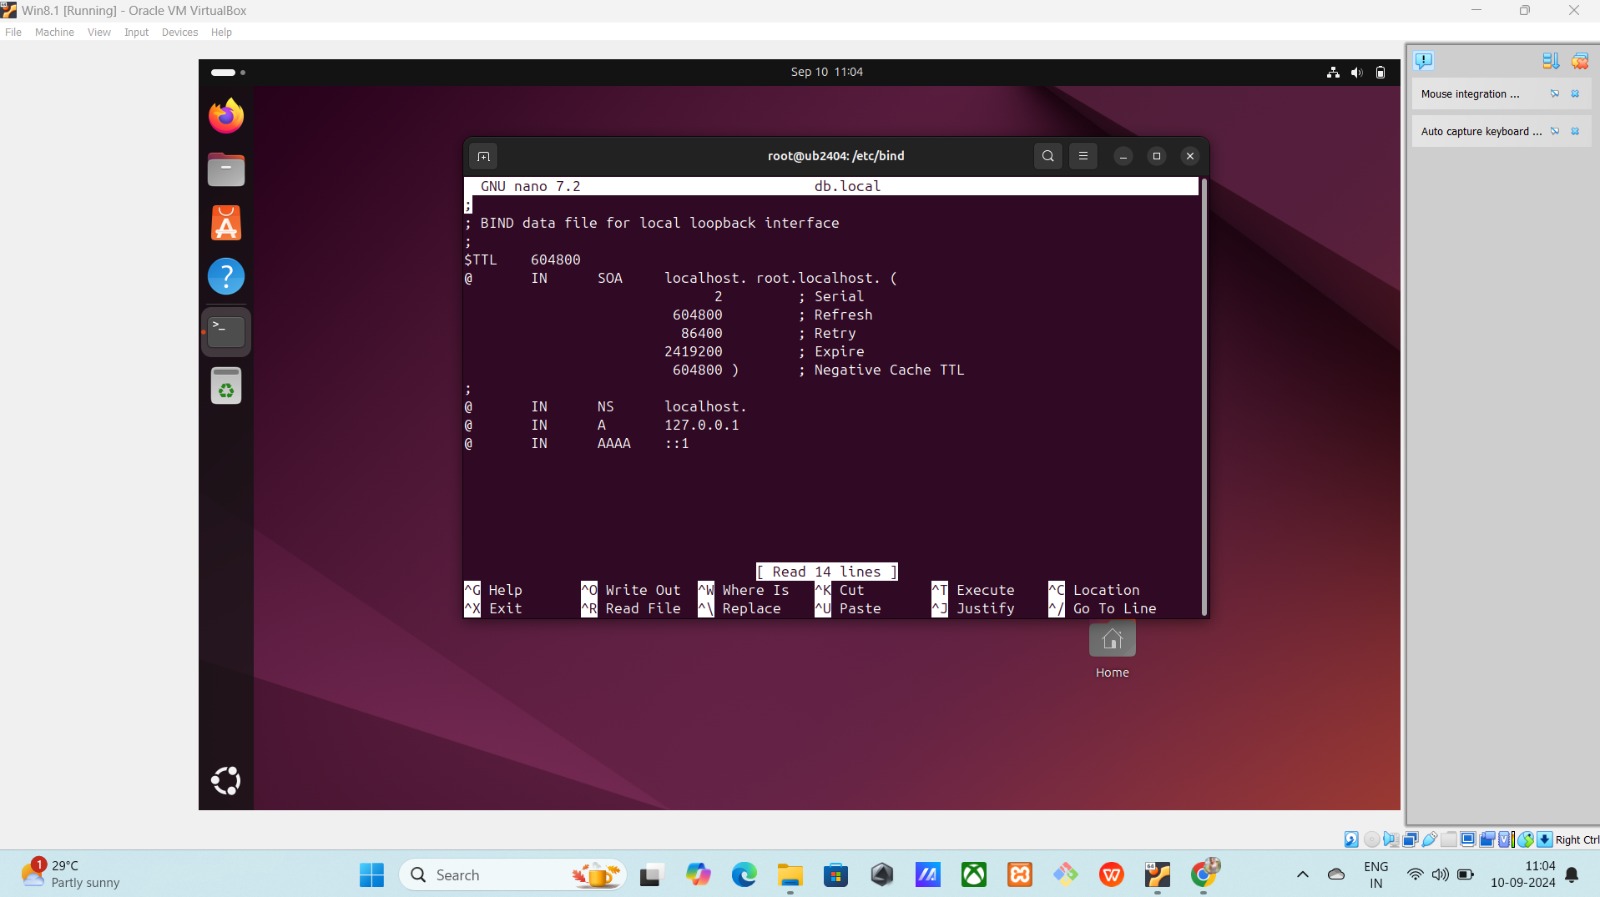 Win8.1 [Running] - Oracle VM VirtualBox
File Machine View Input Devices Help
Sep 10 11:04
Mouse integration ...
Auto capture keyboard ...
root@ub2404: /etc/bind
GNU nano 7.2 db.local
;
; BIND data file for local loopback interface
;
$TTL 604800
@ IN SOA localhost. root.localhost. (
2 ; Serial
604800 ; Refresh
86400 ; Retry
2419200 ; Expire
604800 ) ; Negative Cache TTL
;
@ IN NS localhost.
@ IN A 127.0.0.1
@ IN AAAA ::1
[ Read 14 lines ]
^G Help ^O Write Out ^W Where Is ^K Cut ^T Execute ^C Location
^X Exit ^R Read File ^\ Replace ^U Paste ^J Justify ^/ Go To Line
Home
Right Ctrl
1
29°C
Partly sunny
Search
ENG
IN
11:04
10-09-2024